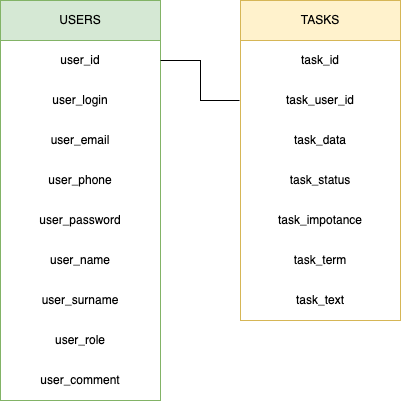 USERS
user_id
user_login
user_email
user_phone
user_password
user_name
user_surname
user_role
user_comment
TASKS
task_id
task_user_id
task_data
task_status
task_impotance
task_term
task_text